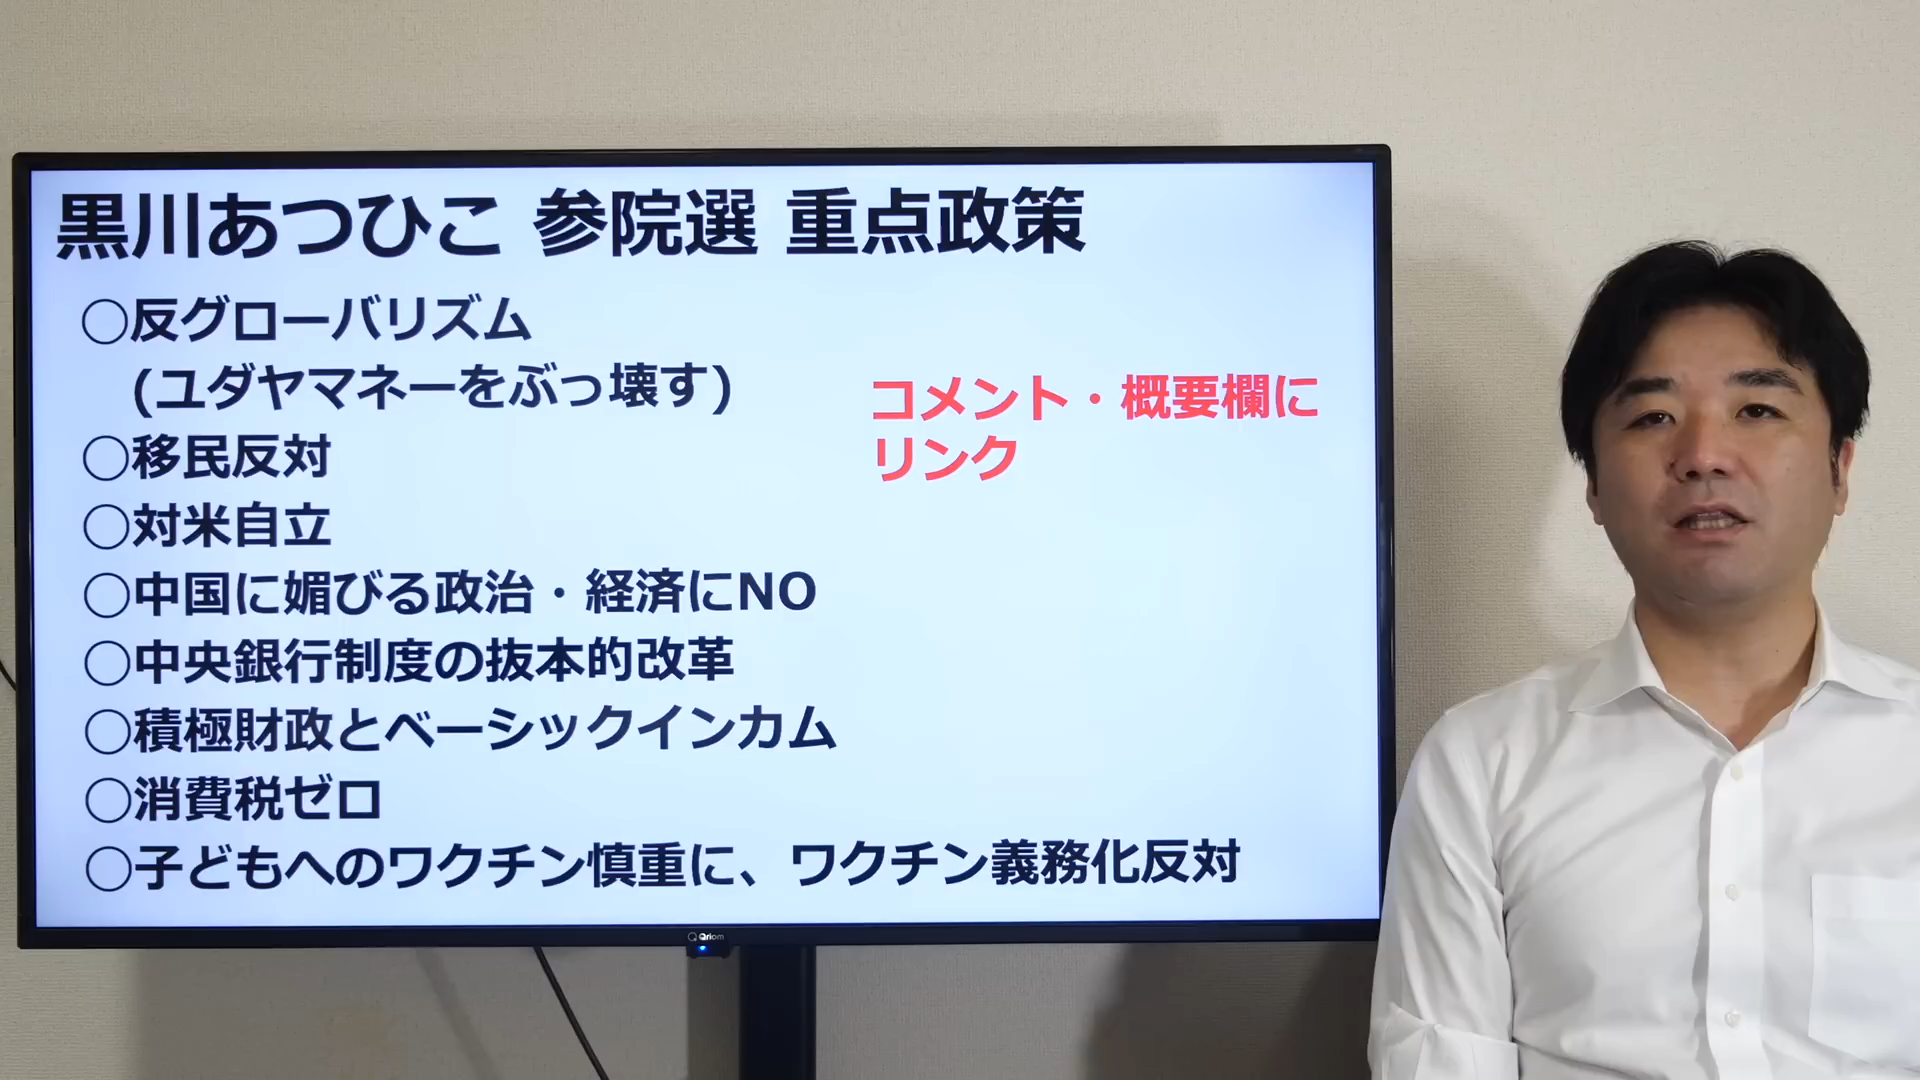 黒川あつひこ 参院選 重点政策
○反グローバリズム
(ユダヤマネーをぶっ壊す)
○移民反対
○対米自立
○中国に媚びる政治・経済にNO
○中央銀行制度の抜本的改革
○積極財政とベーシックインカム
○消費税ゼロ
○子どもへのワクチン慎重に、ワクチン義務化反対
コメント・概要欄に
リンク
Qriom